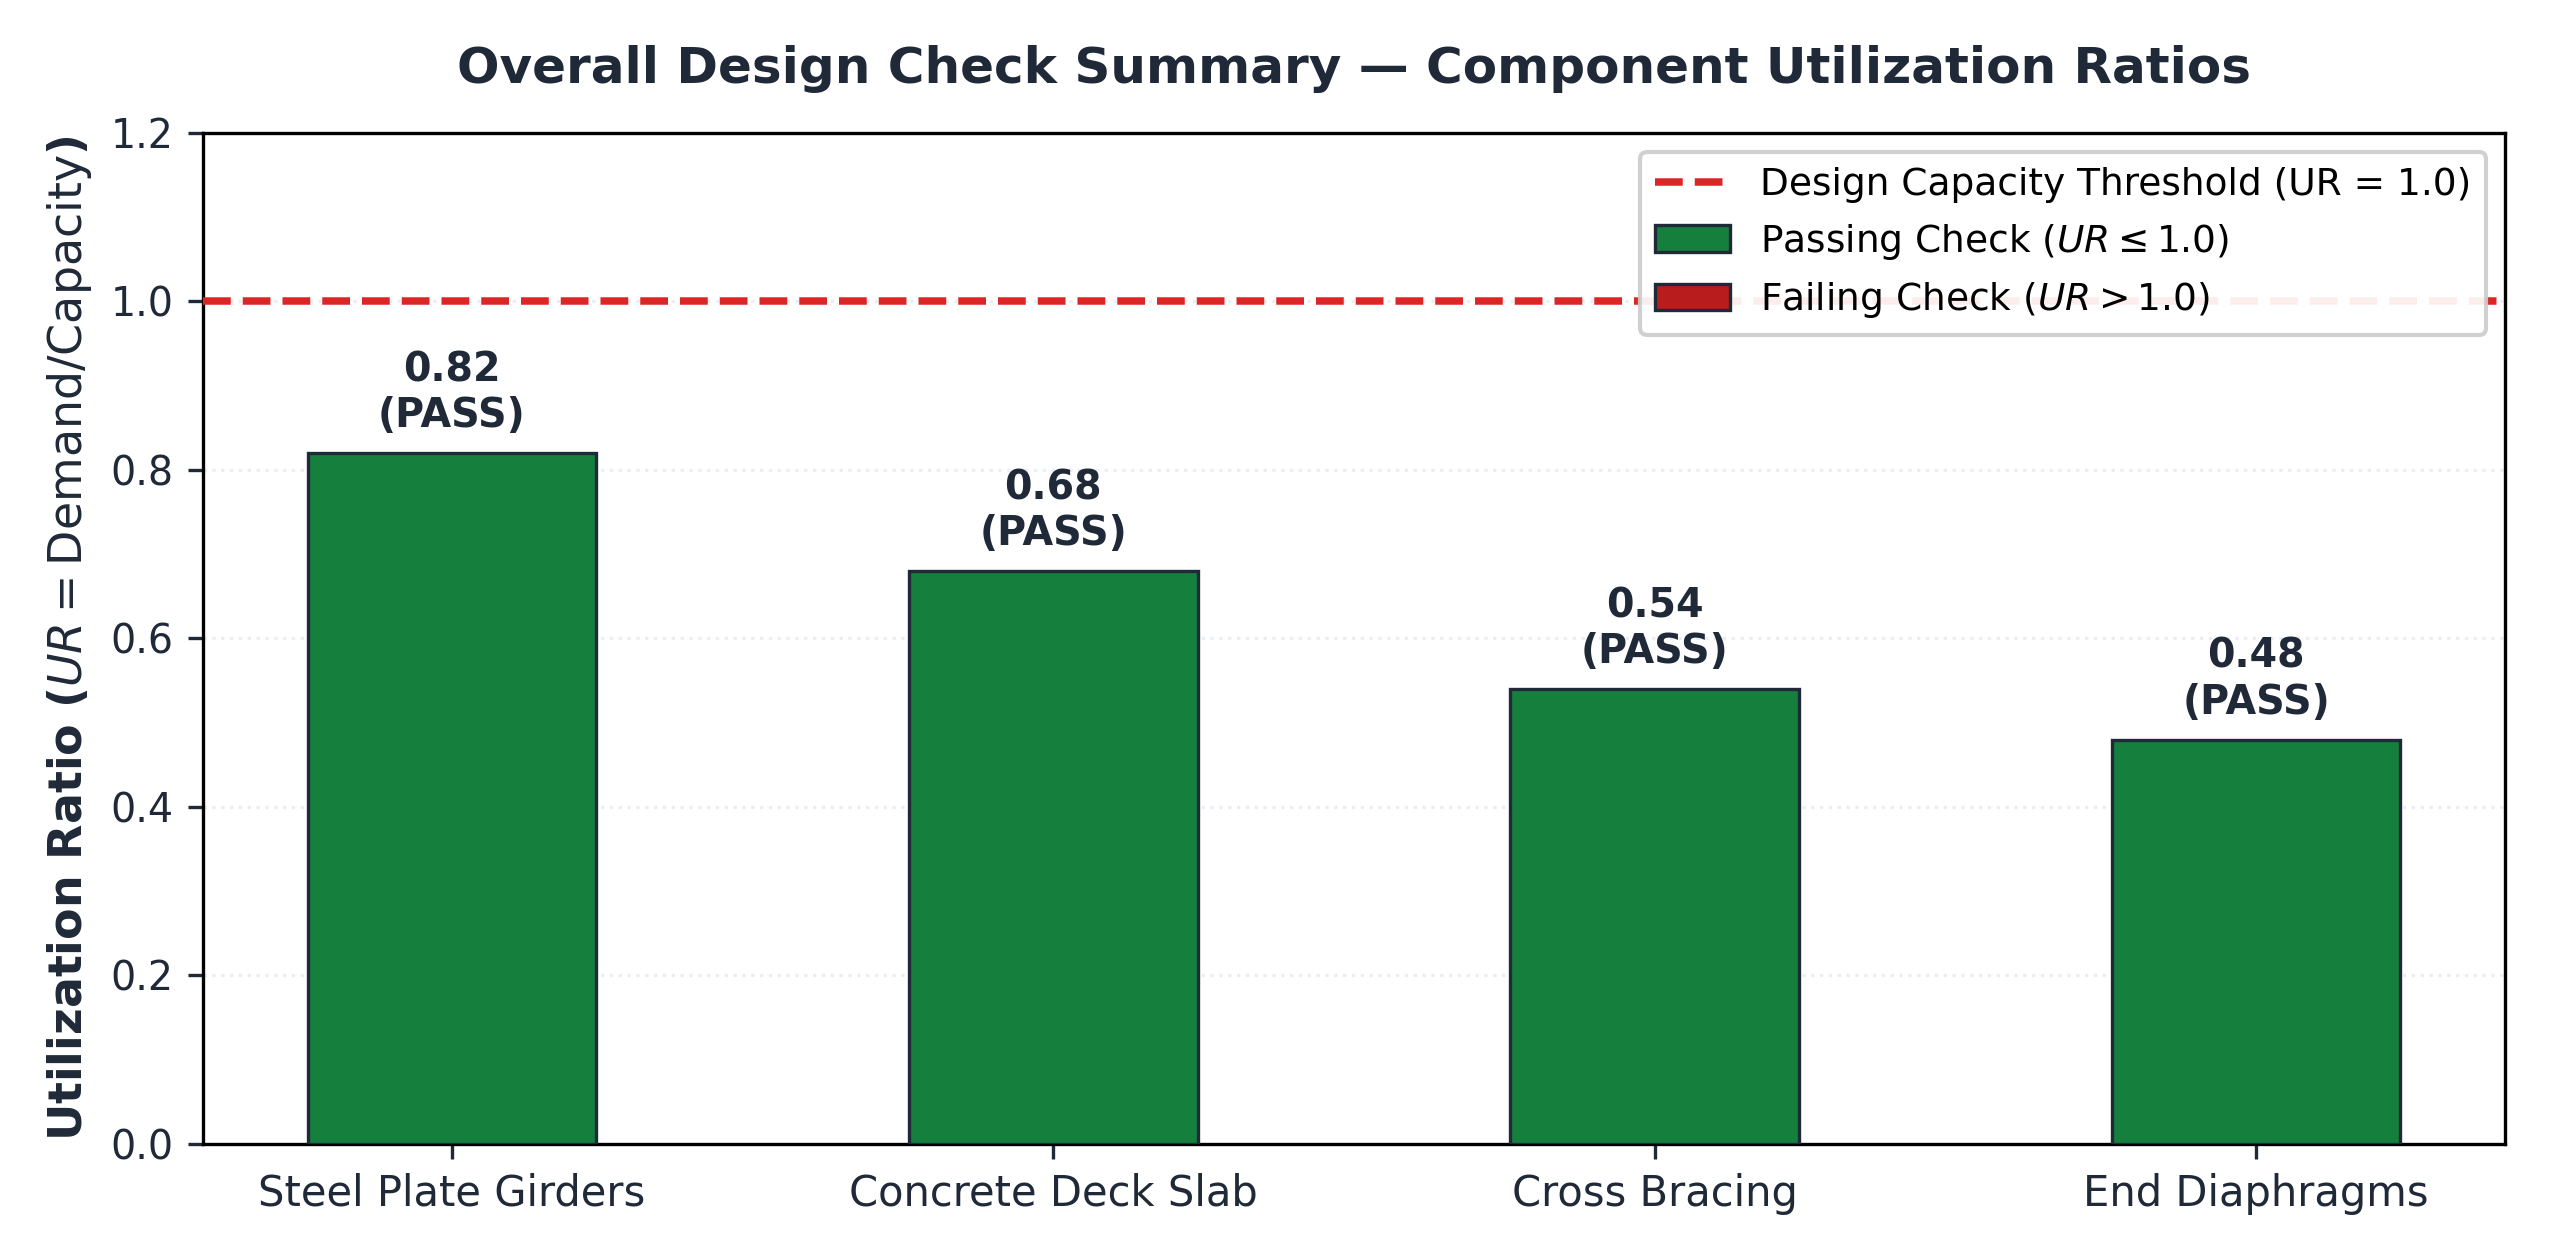 Overall Design Check Summary — Component Utilization Ratios
Utilization Ratio (UR = Demand/Capacity)
1.2
1.0
0.8
0.6
0.4
0.2
0.0
Design Capacity Threshold (UR = 1.0)
Passing Check (UR ≤ 1.0)
Failing Check (UR > 1.0)
0.82
(PASS)
0.68
(PASS)
0.54
(PASS)
0.48
(PASS)
Steel Plate Girders
Concrete Deck Slab
Cross Bracing
End Diaphragms